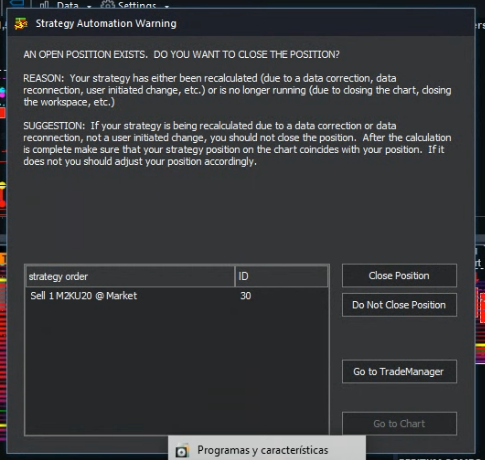 Data
Settings
Strategy Automation Warning
AN OPEN POSITION EXISTS.  DO YOU WANT TO CLOSE THE POSITION?
REASON:  Your strategy has either been recalculated (due to a data correction, data
reconnection, user initiated change, etc.) or is no longer running (due to closing the chart, closing
the workspace, etc.)
SUGGESTION:  If your strategy is being recalculated due to a data correction or data
reconnection, not a user initiated change, you should not close the position.  After the calculation
is complete make sure that your strategy position on the chart coincides with your position.  If it
does not you should adjust your position accordingly.
strategy order ID
Sell 1 M2KU20 @ Market 30
Close Position
Do Not Close Position
Go to TradeManager
Go to Chart
Programas y características